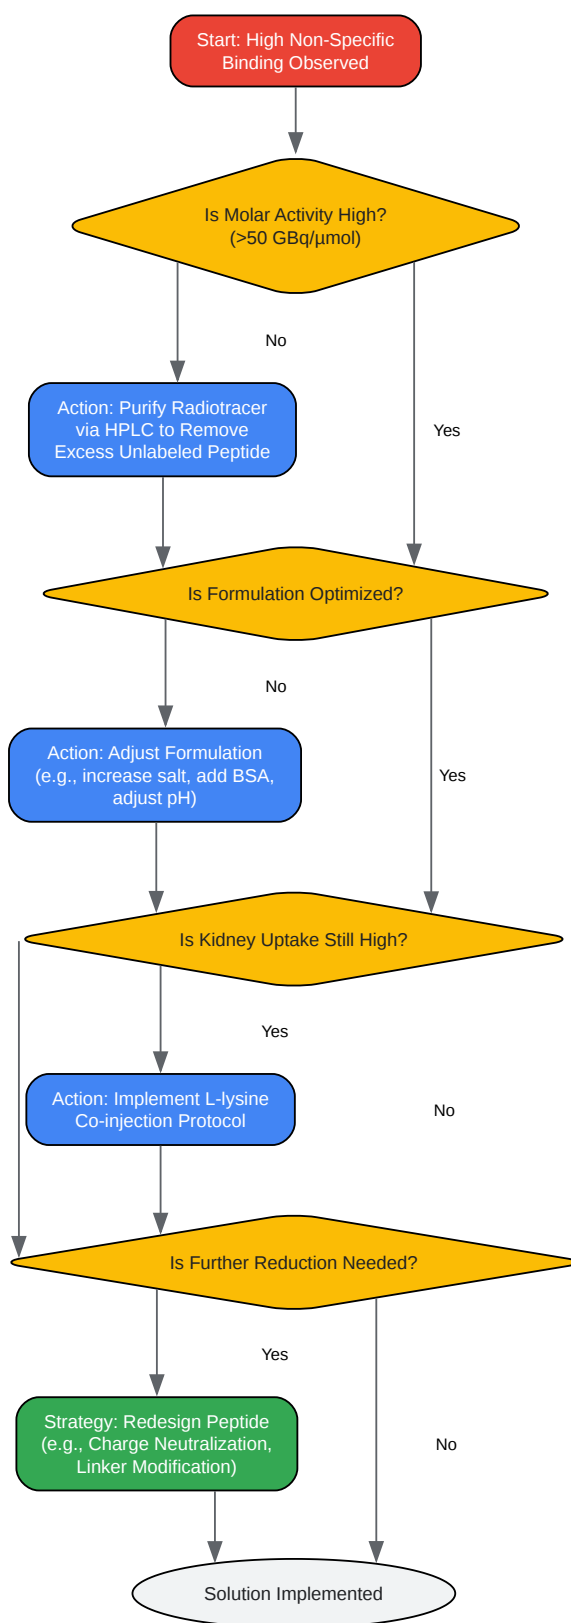 Start: High Non-Specific
Binding Observed
Is Molar Activity High?
(>50 GBq/µmol)
No
Action: Purify Radiotracer
via HPLC to Remove
Excess Unlabeled Peptide
Yes
Is Formulation Optimized?
No
Action: Adjust Formulation
(e.g., increase salt, add BSA,
adjust pH)
Yes
Is Kidney Uptake Still High?
Yes
Action: Implement L-lysine
Co-injection Protocol
No
Is Further Reduction Needed?
Yes
Strategy: Redesign Peptide
(e.g., Charge Neutralization,
Linker Modification)
No
Solution Implemented